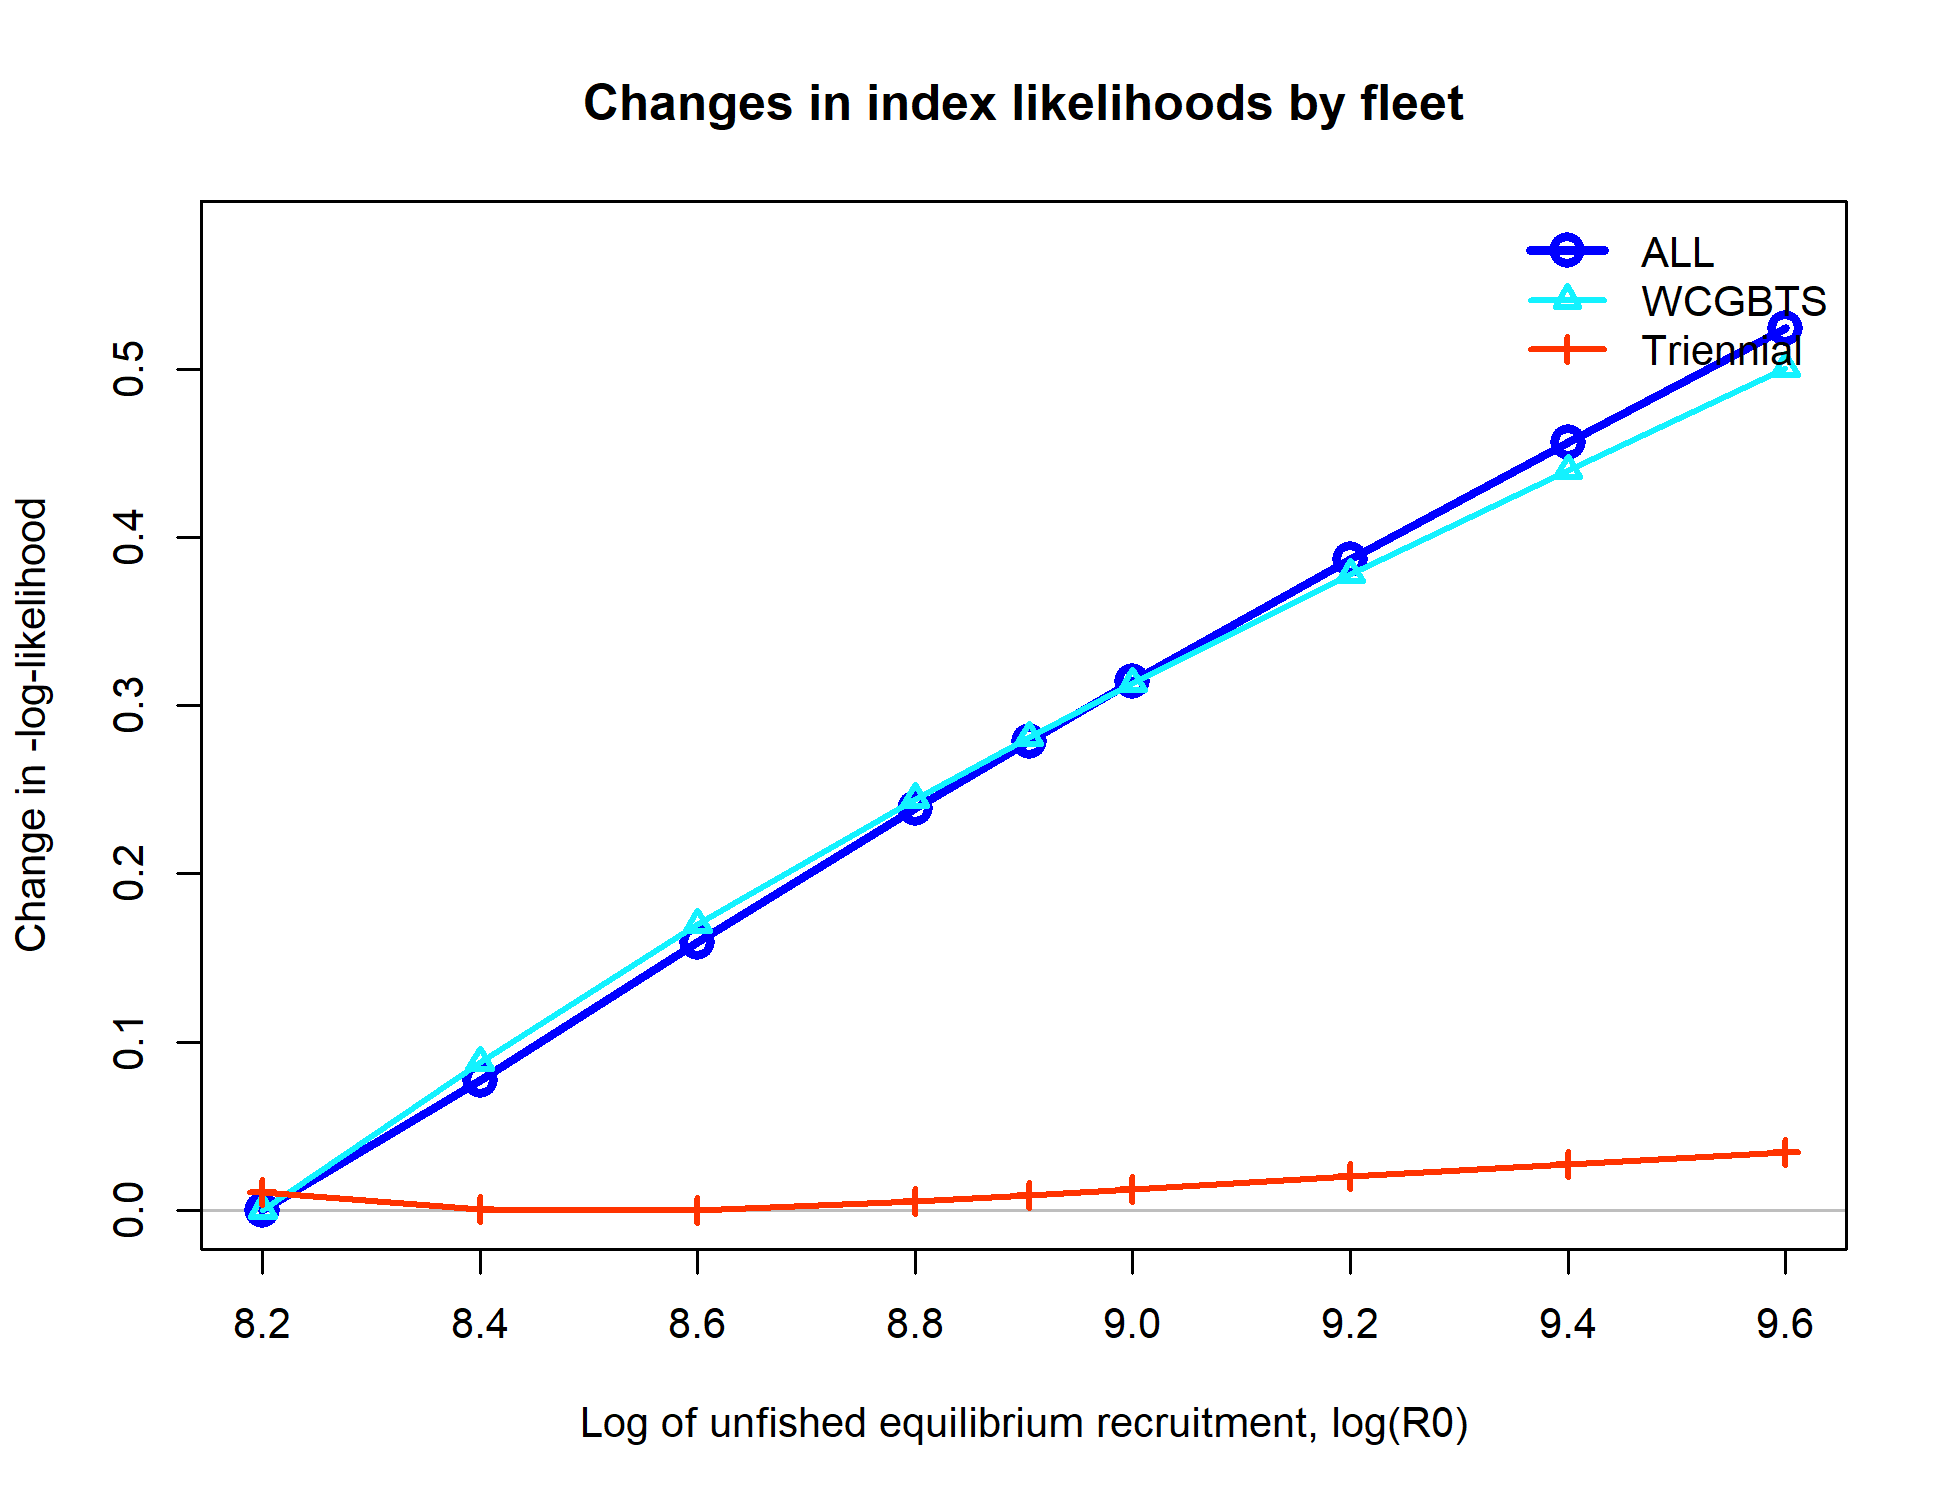 Changes in index likelihoods by fleet
ALL
WCGBTS
Triennial
Change in -log-likelihood
0.5
0.4
0.3
0.2
0.1
0.0
8.2 8.4 8.6 8.8 9.0 9.2 9.4 9.6
Log of unfished equilibrium recruitment, log(R0)